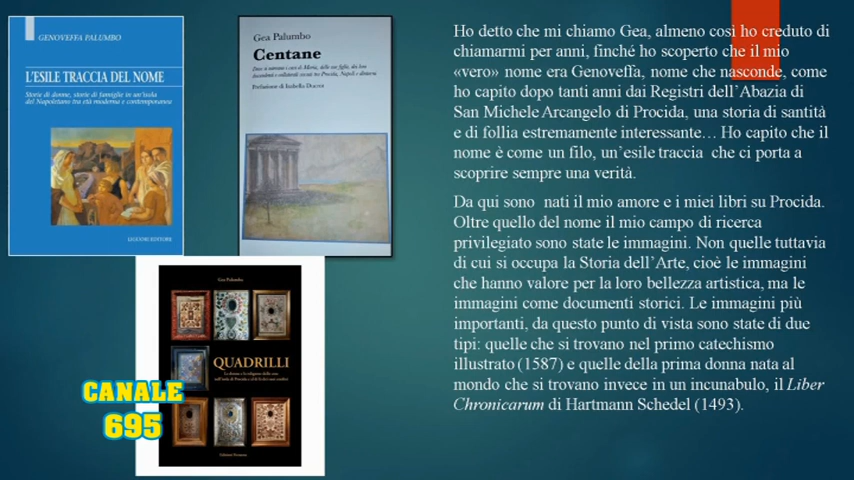 GENOVEFFA PALUMBO
L'ESILE TRACCIA DEL NOME
Storie di donne, storie di famiglie in un'isola
del Napoletano tra età moderna e contemporanea
LIGUORI EDITORE
Gea Palumbo
Centane
Prefazione di
Gea Palumbo
QUADRILLI
CANALE
695
Ho detto che mi chiamo Gea, almeno così ho creduto di
chiamarmi per anni, finché ho scoperto che il mio
«vero» nome era Genoveffa, nome che nasconde, come
ho capito dopo tanti anni dai Registri dell'Abazia di
San Michele Arcangelo di Procida, una storia di santità
e di follia estremamente interessante… Ho capito che il
nome è come un filo, un'esile traccia che ci porta a
scoprire sempre una verità.
Da qui sono nati il mio amore e i miei libri su Procida.
Oltre quello del nome il mio campo di ricerca
privilegiato sono state le immagini. Non quelle tuttavia
di cui si occupa la Storia dell'Arte, cioè le immagini
che hanno valore per la loro bellezza artistica, ma le
immagini come documenti storici. Le immagini più
importanti, da questo punto di vista sono state di due
tipi: quelle che si trovano nel primo catechismo
illustrato (1587) e quelle della prima donna nata al
mondo che si trovano invece in un incunabulo, il Liber
Chronicarum di Hartmann Schedel (1493).